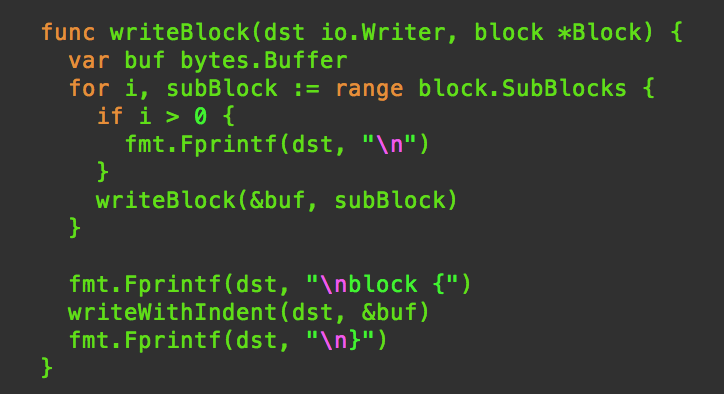 func writeBlock(dst io.Writer, block *Block) {
  var buf bytes.Buffer
  for i, subBlock := range block.SubBlocks {
    if i > 0 {
      fmt.Fprintf(dst, "\n")
    }
    writeBlock(&buf, subBlock)
  }

  fmt.Fprintf(dst, "\nblock {")
  writeWithIndent(dst, &buf)
  fmt.Fprintf(dst, "\n}")
}